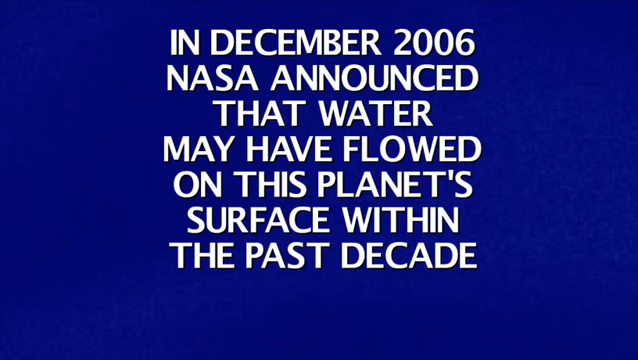 IN DECEMBER 2006
NASA ANNOUNCED
THAT WATER
MAY HAVE FLOWED
ON THIS PLANET'S
SURFACE WITHIN
THE PAST DECADE